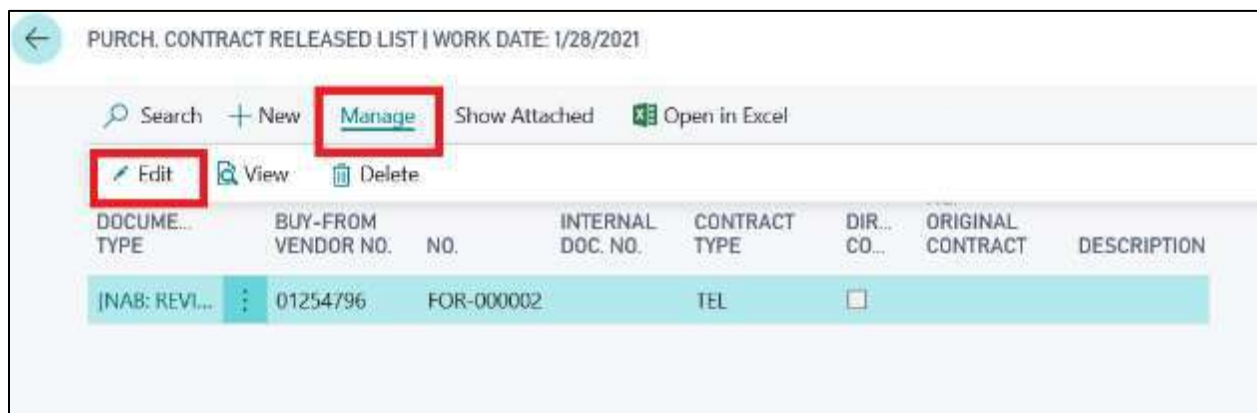 PURCH. CONTRACT RELEASED LIST | WORK DATE: 1/28/2021
Search + New Manage Show Attached Open in Excel
Edit View Delete
DOCUME... BUY-FROM INTERNAL CONTRACT DIR... ORIGINAL
TYPE VENDOR NO. NO. DOC. NO. TYPE CO... CONTRACT DESCRIPTION
[NAB: REVI... 01254796 FOR-000002 TEL